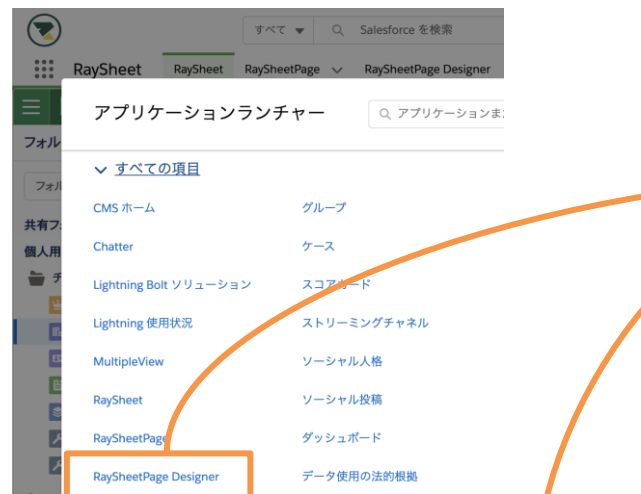 すべて Salesforce を検索
RaySheet RaySheet RaySheetPage RaySheetPage Designer
アプリケーションランチャー アプリケーションま
フォル
すべての項目
フォル
CMS ホーム グループ
共有フ
Chatter ケース
個人用
Lightning Bolt ソリューション スコアカード
チ
Lightning 使用状況 ストリーミングチャネル
MultipleView ソーシャル人格
RaySheet ソーシャル投稿
RaySheetPage ダッシュボード
RaySheetPage Designer データ使用の法的根拠